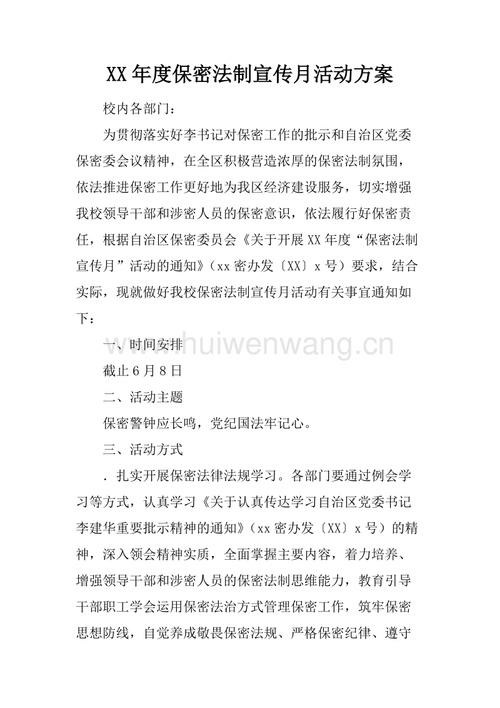 XX年度保密法制宣传月活动方案
校内各部门：
为贯彻落实好李书记对保密工作的批示和自治区党委
保密委会议精神，在全区积极营造浓厚的保密法制氛围，
依法推进保密工作更好地为我区经济建设服务，切实增强
我校领导干部和涉密人员的保密意识，依法履行好保密责
任，根据自治区保密委员会《关于开展XX年度“保密法制
宣传月”活动的通知》（xx密办发〔XX〕x号）要求，结合
实际，现就做好我校保密法制宣传月活动有关事宜通知如
下：
一、时间安排
www.huiwenwang.cn
截止6月8日
二、活动主题
保密警钟应长鸣，党纪国法牢记心。
三、活动方式
．扎实开展保密法律法规学习。各部门要通过例会学
习等方式，认真学习《关于认真传达学习自治区党委书记
李建华重要批示精神的通知》（xx密办发〔XX〕x号）的精
神，深入领会精神实质，全面掌握主要内容，着力培养、
增强领导干部和涉密人员的保密法制思维能力，教育引导
干部职工学会运用保密法治方式管理保密工作，筑牢保密
思想防线，自觉养成敬畏保密法规、严格保密纪律、遵守